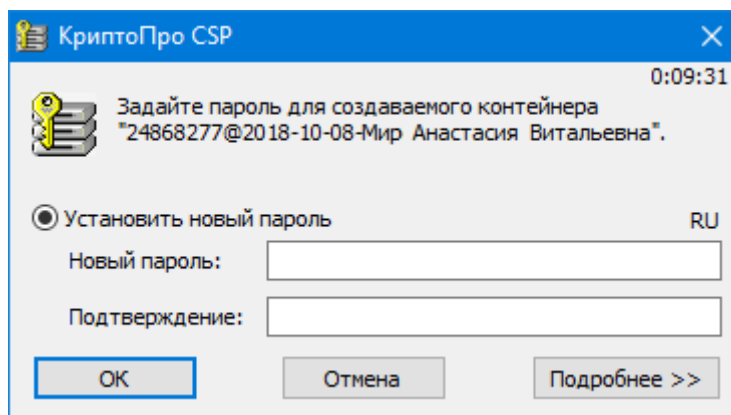 КриптоПро CSP
0:09:31
Задайте пароль для создаваемого контейнера
"24868277@2018-10-08-Мир Анастасия Витальевна".
Установить новый пароль
RU
Новый пароль:
Подтверждение:
ОК
Отмена
Подробнее >>